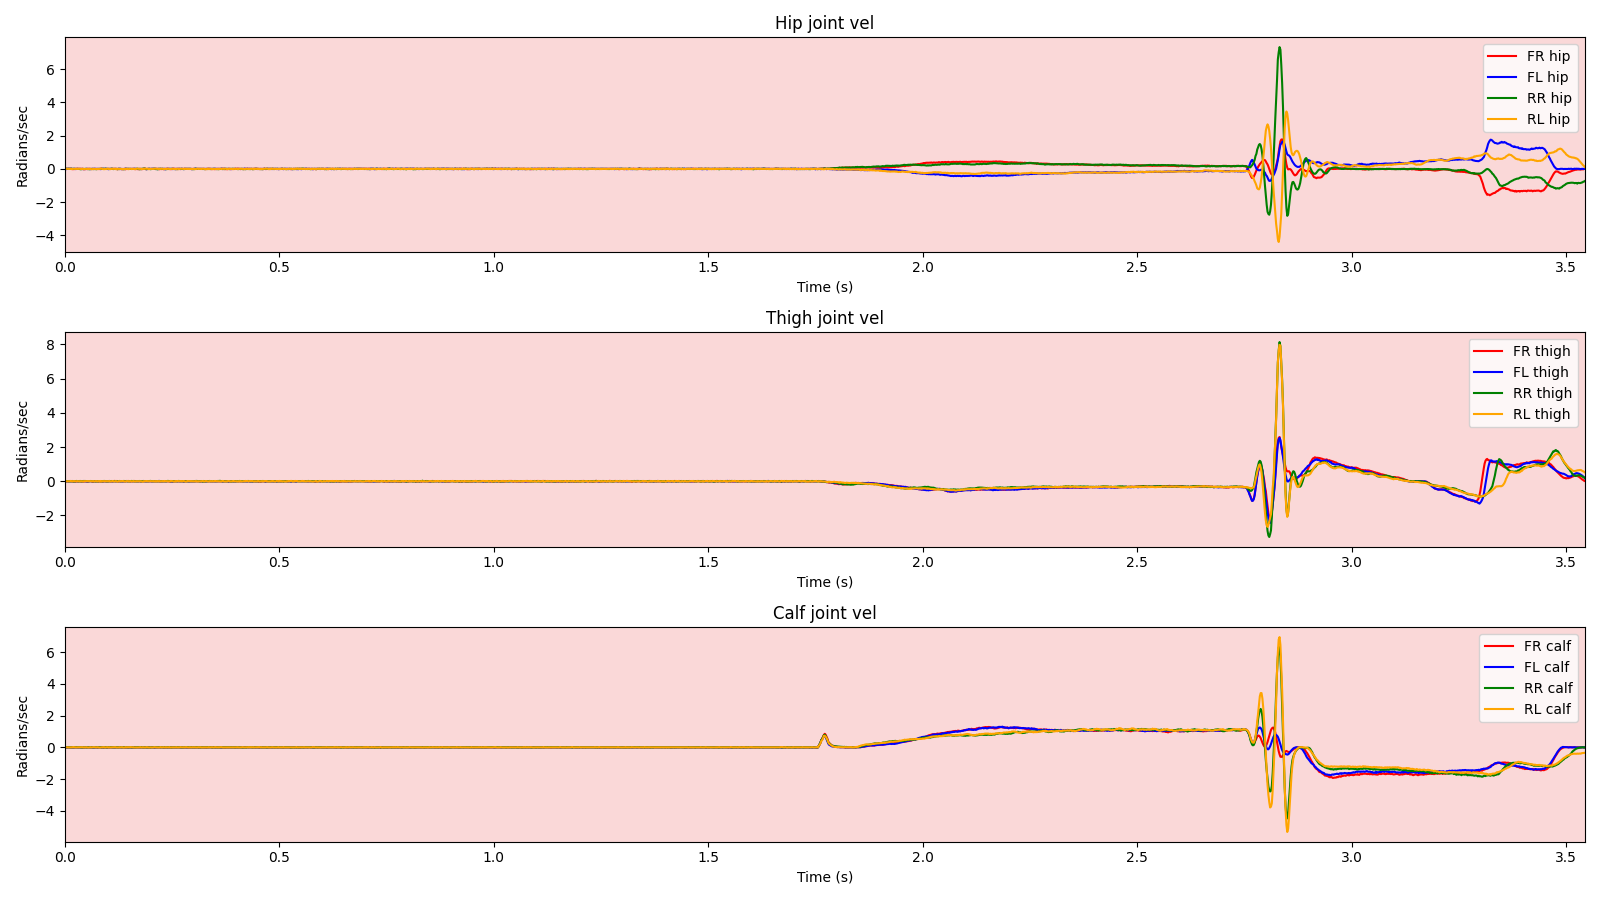 Hip joint vel
Radians/sec
6
4
2
0
−2
−4
FR hip
FL hip
RR hip
RL hip
0.0 0.5 1.0 1.5 2.0 2.5 3.0 3.5
Time (s)
Thigh joint vel
Radians/sec
8
6
4
2
0
−2
FR thigh
FL thigh
RR thigh
RL thigh
0.0 0.5 1.0 1.5 2.0 2.5 3.0 3.5
Time (s)
Calf joint vel
Radians/sec
6
4
2
0
−2
−4
FR calf
FL calf
RR calf
RL calf
0.0 0.5 1.0 1.5 2.0 2.5 3.0 3.5
Time (s)